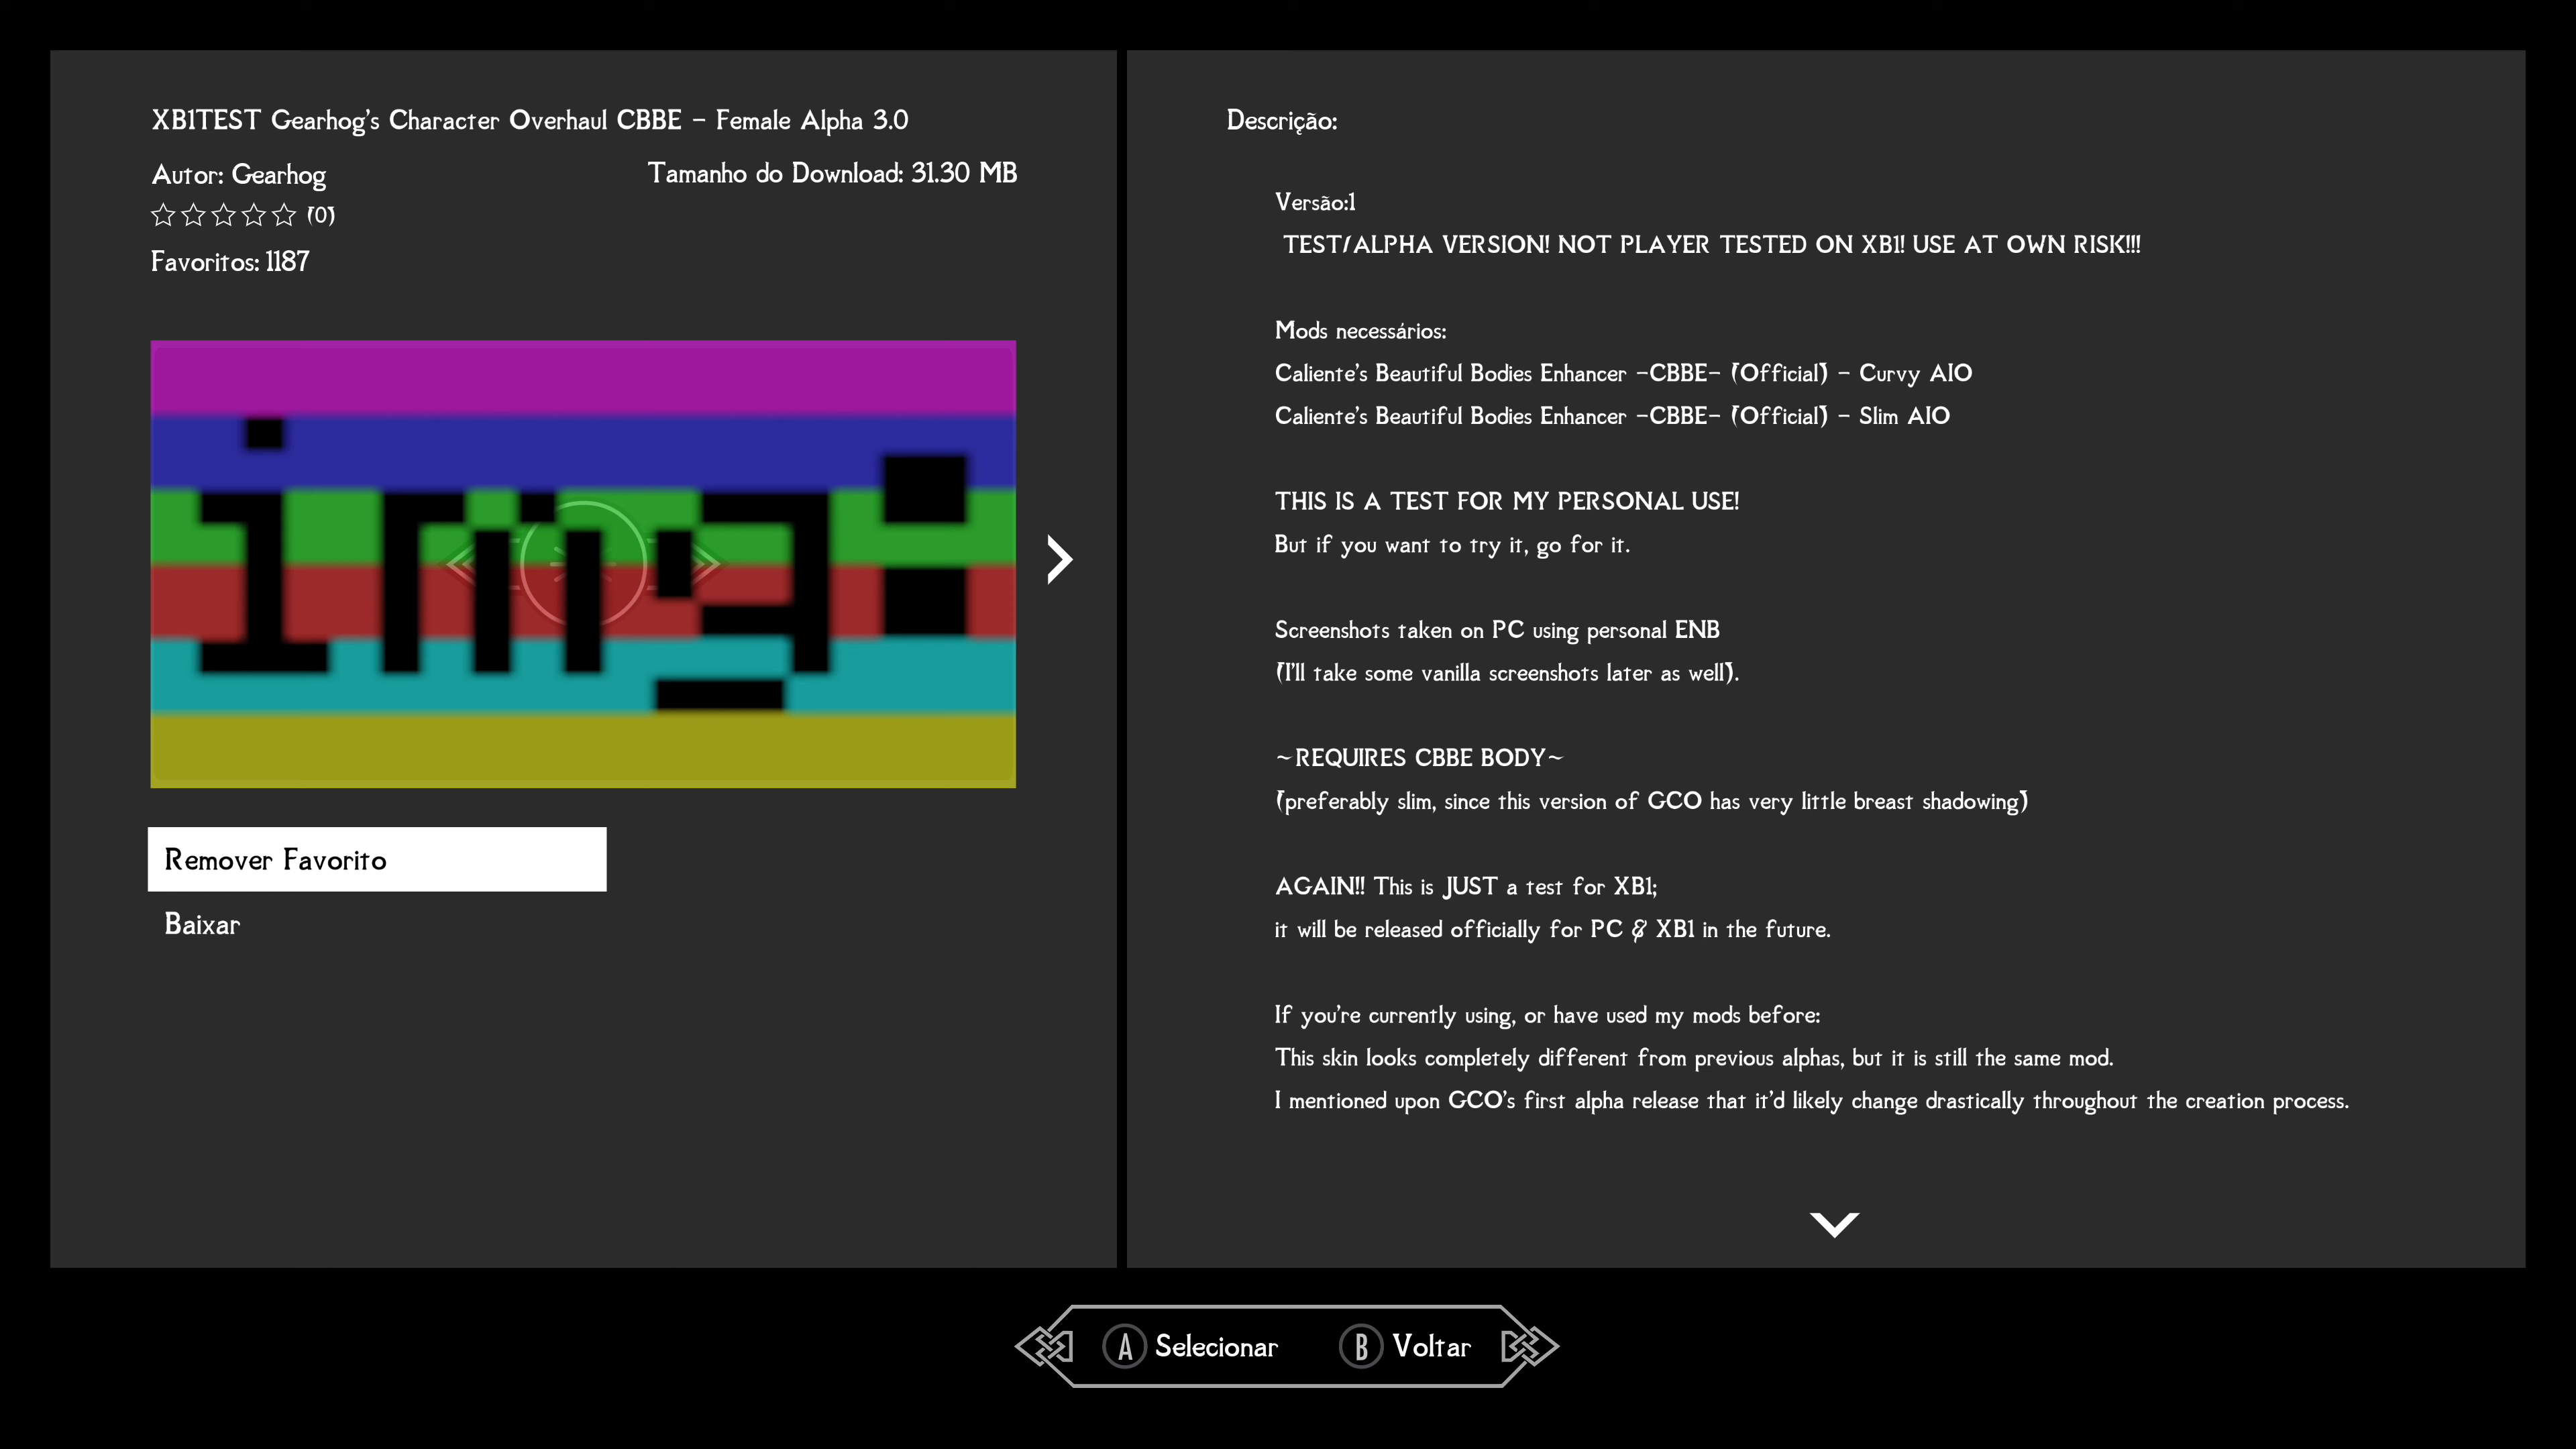 XB1TEST Gearhog's Character Overhaul CBBE - Female Alpha 3.0
Autor: Gearhog
Tamanho do Download: 31.30 MB
(0)
Favoritos: 1187
img:
Remover Favorito
Baixar
Descrição:
Versão:1
TEST/ALPHA VERSION! NOT PLAYER TESTED ON XB1! USE AT OWN RISK!!!
Mods necessários:
Caliente's Beautiful Bodies Enhancer -CBBE- (Official) - Curvy AIO
Caliente's Beautiful Bodies Enhancer -CBBE- (Official) - Slim AIO
THIS IS A TEST FOR MY PERSONAL USE!
But if you want to try it, go for it.
Screenshots taken on PC using personal ENB
(I'll take some vanilla screenshots later as well).
~REQUIRES CBBE BODY~
(preferably slim, since this version of GCO has very little breast shadowing)
AGAIN!! This is JUST a test for XB1;
it will be released officially for PC & XB1 in the future.
If you're currently using, or have used my mods before:
This skin looks completely different from previous alphas, but it is still the same mod.
I mentioned upon GCO's first alpha release that it'd likely change drastically throughout the creation process.
A Selecionar B Voltar